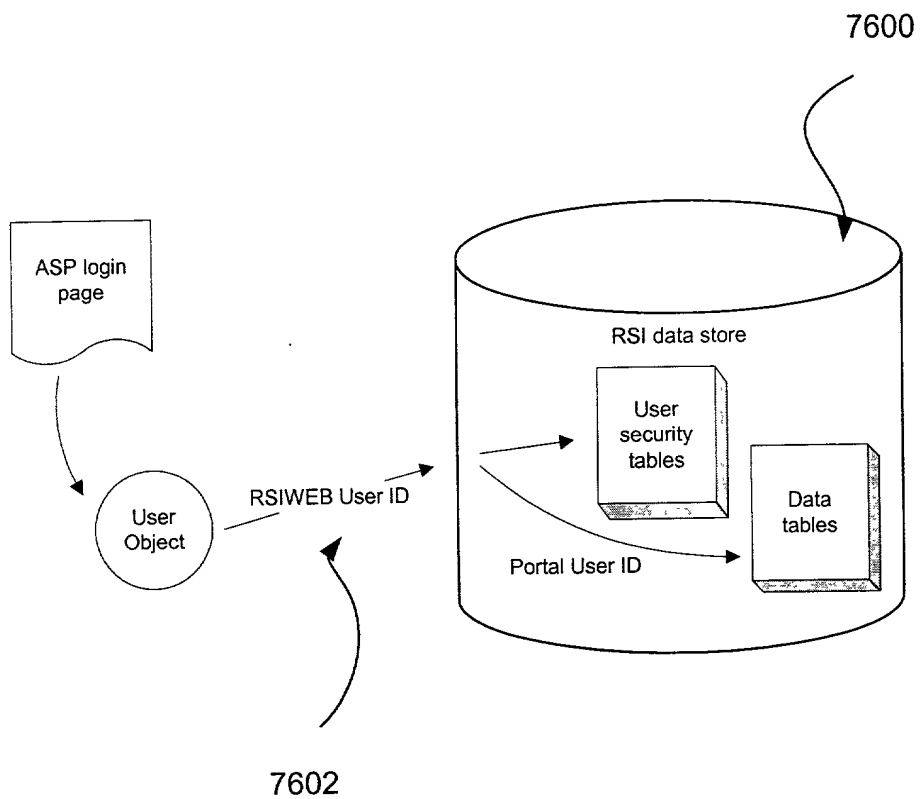 7600
ASP login
page
RSI data store
User
security
tables
RSIWEB User ID
User
Object
Data
tables
Portal User ID
7602